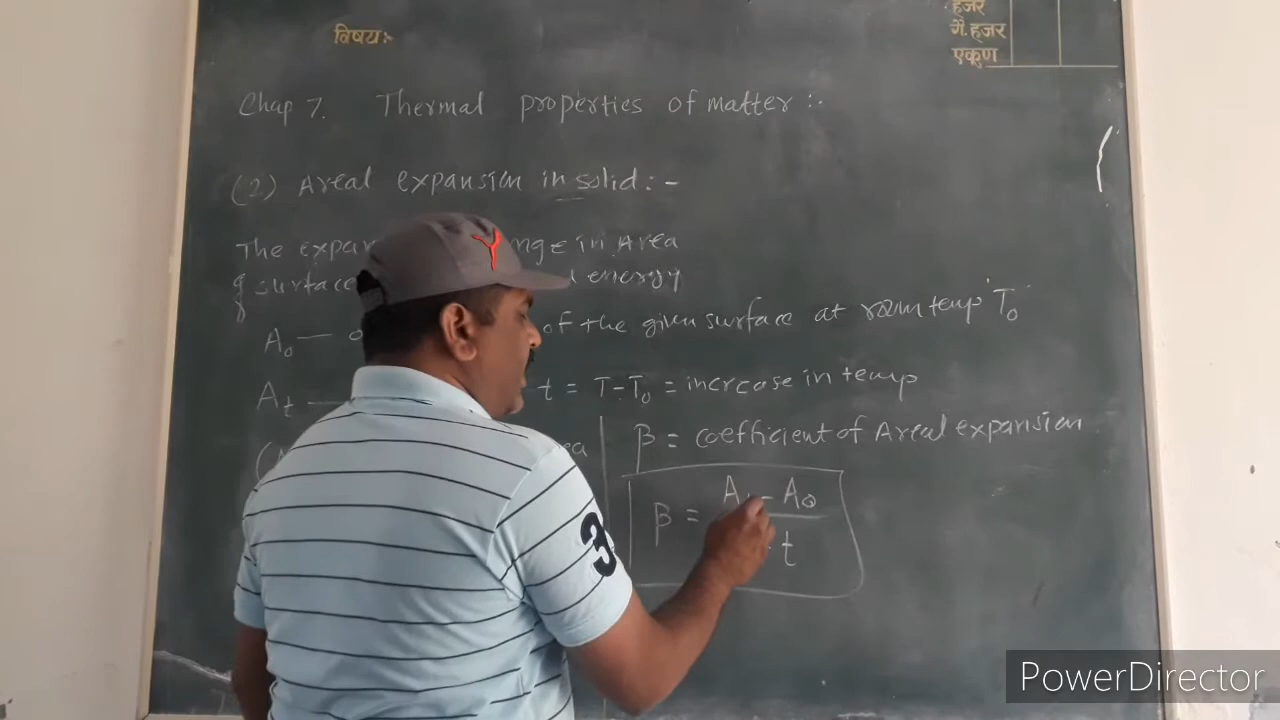 विषय:-
हजर
गै. हजर
एकूण
Chap 7. Thermal properties of matter :-
(2) Areal expansion in solid :-
The in Area
of surface energy
A₀ — of the given surface at room temp 'T₀'
Aₜ — t = T - T₀ = increase in temp
β = coefficient of Areal expansion
β = A - A₀
t
3
PowerDirector